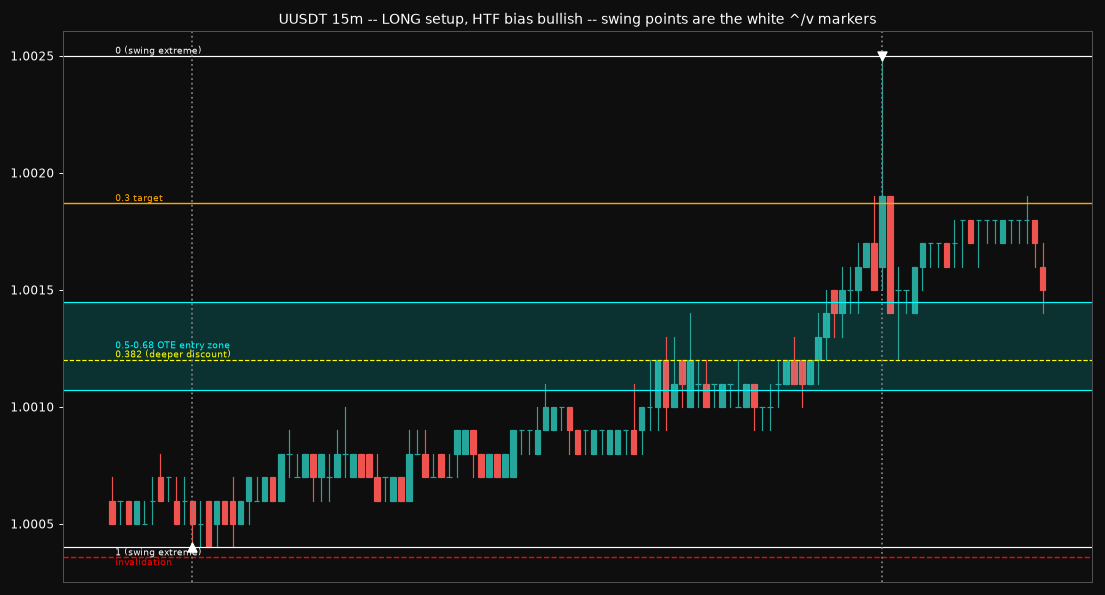 UUSDT 15m -- LONG setup, HTF bias bullish -- swing points are the white ^/v markers
1.0025
0 (swing extreme)
1.0020
0.3 target
1.0015
0.5-0.68 OTE entry zone
0.382 (deeper discount)
1.0010
1.0005
1 (swing extreme)
invalidation